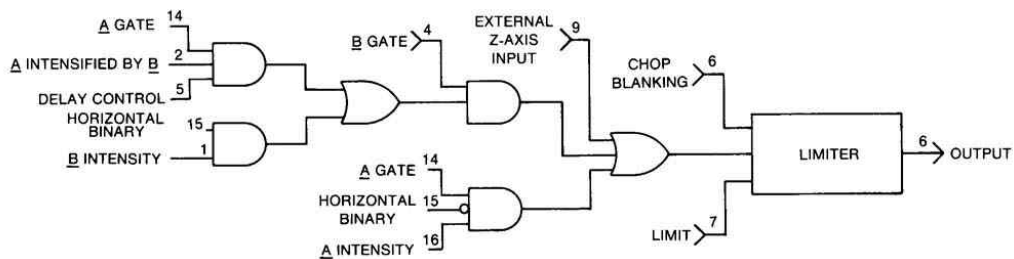 A GATE 14
A INTENSIFIED BY B 2
DELAY CONTROL 5
HORIZONTAL
BINARY 15
B INTENSITY 1
B GATE 4
EXTERNAL 9
Z-AXIS
INPUT
CHOP 6
BLANKING
LIMITER
6 OUTPUT
A GATE 14
HORIZONTAL 15
BINARY
A INTENSITY 16
LIMIT 7